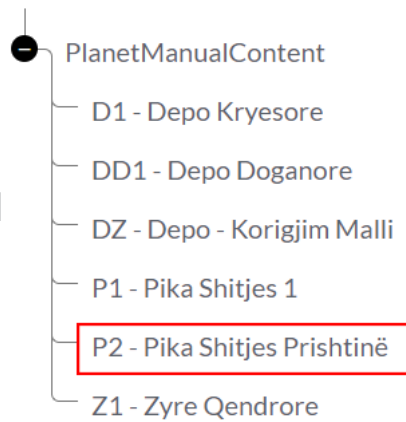 PlanetManualContent
D1 - Depo Kryesore
DD1 - Depo Doganore
DZ - Depo - Korigjim Malli
P1 - Pika Shitjes 1
P2 - Pika Shitjes Prishtinë
Z1 - Zyre Qendrore